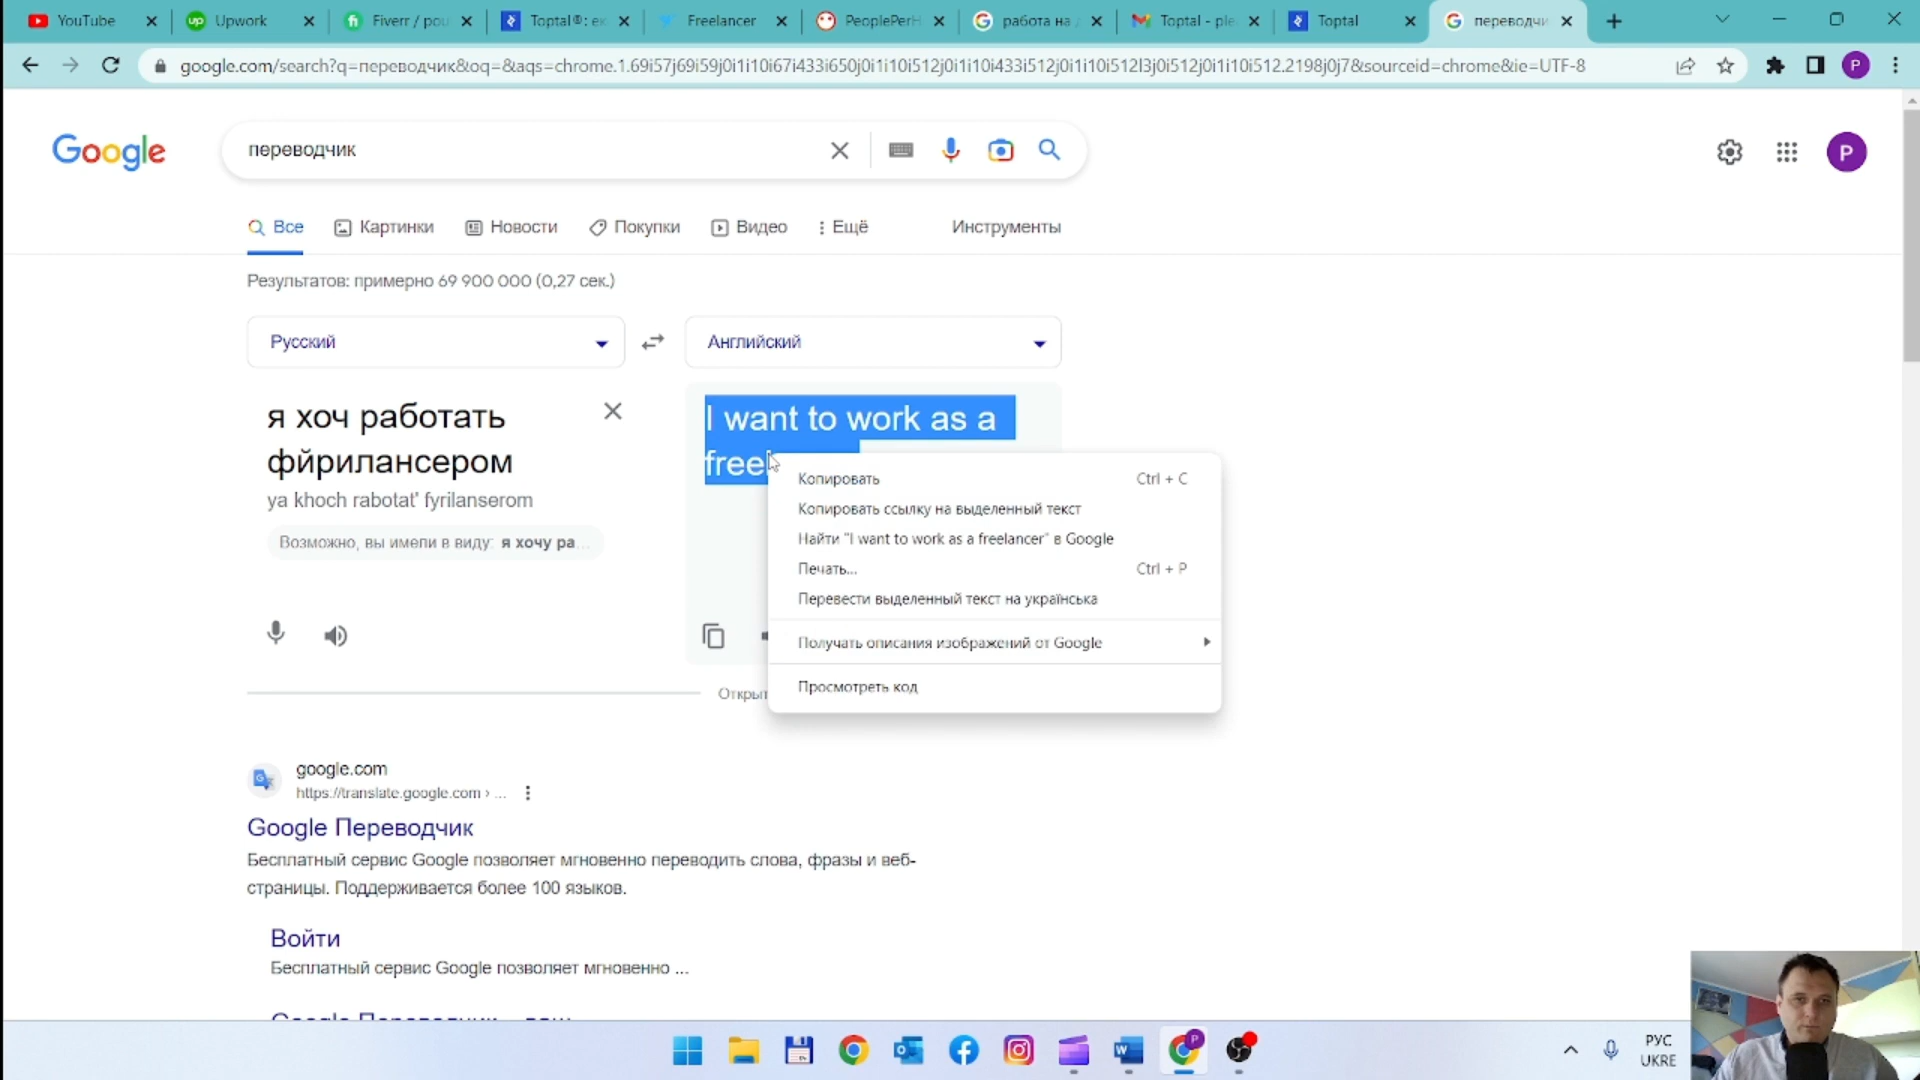 YouTube
Upwork
Fiverr / pou
Toptal®: ex
Freelancer
PeoplePerH
работа на
Toptal - ple
Toptal
переводчи
google.com/search?q=переводчик&oq=&aqs=chrome.1.69i57j69i59j0i1i10i67i433i650j0i1i10i512j0i1i10i433i512j0i1i10i512l3j0i512j0i1i10i512.2198j0j7&sourceid=chrome&ie=UTF-8
P
Google
переводчик
P
Все
Картинки
Новости
Покупки
Видео
Ещё
Инструменты
Результатов: примерно 69 900 000 (0,27 сек.)
Русский
Английский
я хоч работать
фйрилансером
ya khoch rabotat' fyrilanserom
Возможно, вы имели в виду: я хочу ра...
I want to work as a
freel
Копировать Ctrl + C
Копировать ссылку на выделенный текст
Найти "I want to work as a freelancer" в Google
Печать... Ctrl + P
Перевести выделенный текст на українська
Получать описания изображений от Google
Просмотреть код
Открыт
google.com
https://translate.google.com › ...
Google Переводчик
Бесплатный сервис Google позволяет мгновенно переводить слова, фразы и веб-
страницы. Поддерживается более 100 языков.
Войти
Бесплатный сервис Google позволяет мгновенно ...
РУС
UKRE